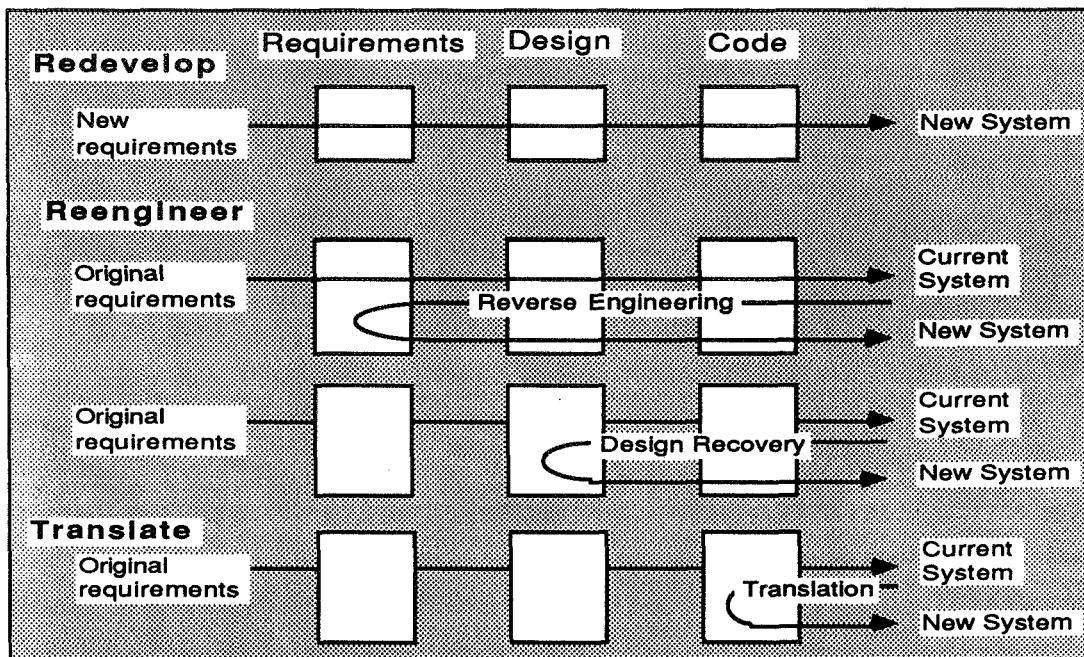 Requirements Design Code
Redevelop
New
requirements
New System
Reengineer
Original
requirements
Current
System
Reverse Engineering
New System
Original
requirements
Current
System
Design Recovery
New System
Translate
Original
requirements
Current
System
Translation
New System